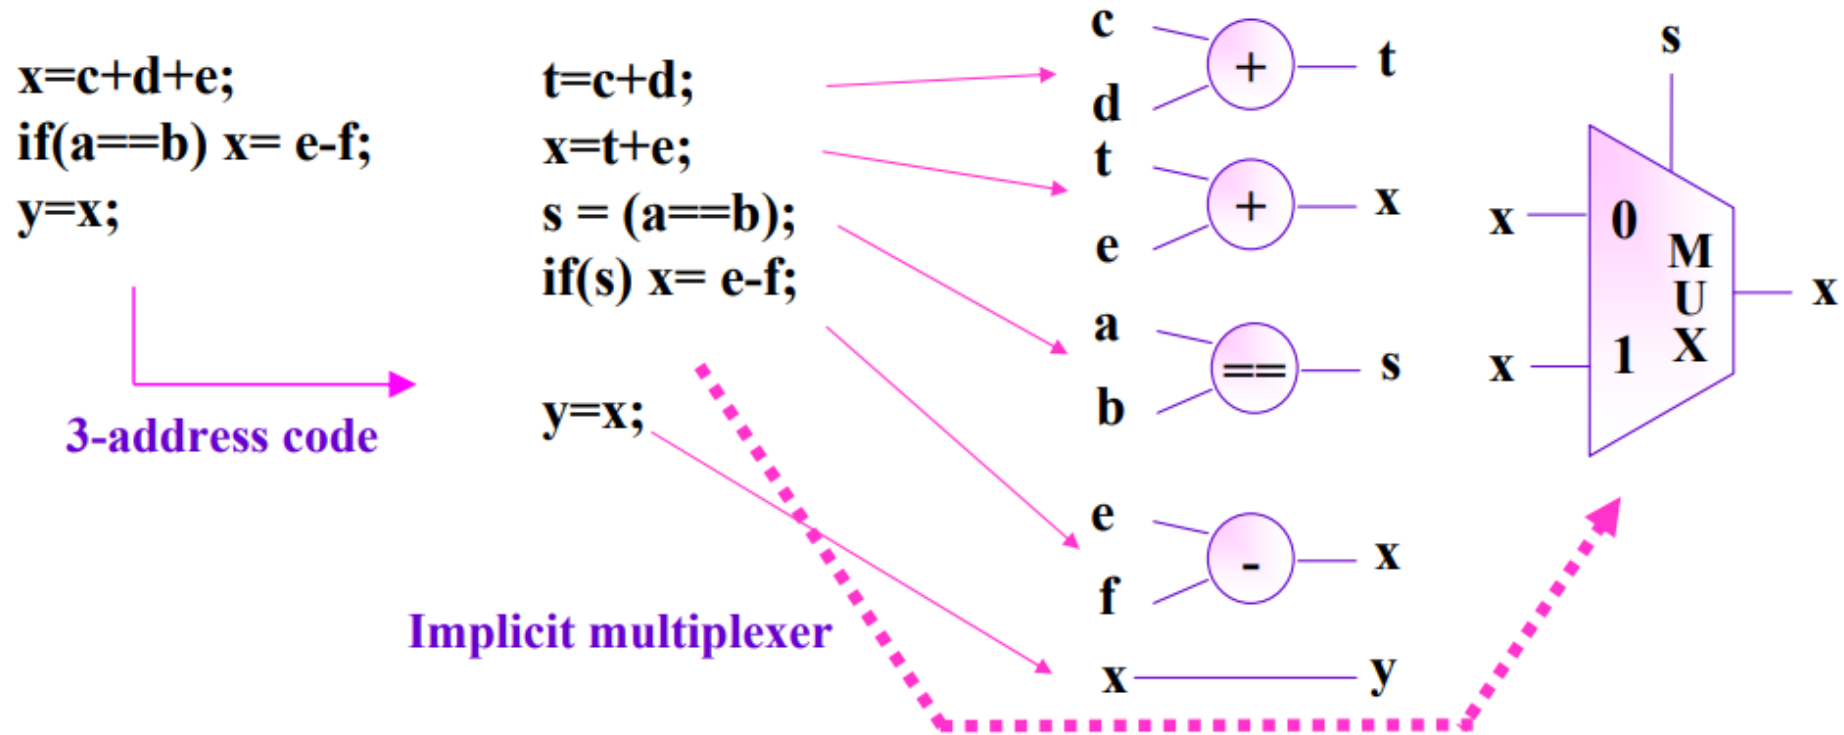 x=c+d+e;
if(a==b) x= e-f;
y=x;
3-address code
t=c+d;
x=t+e;
s = (a==b);
if(s) x= e-f;
y=x;
Implicit multiplexer
c
d
+
t
t
e
+
x
a
b
==
s
e
f
-
x
x
y
s
x
0
x
1
M
U
X
x